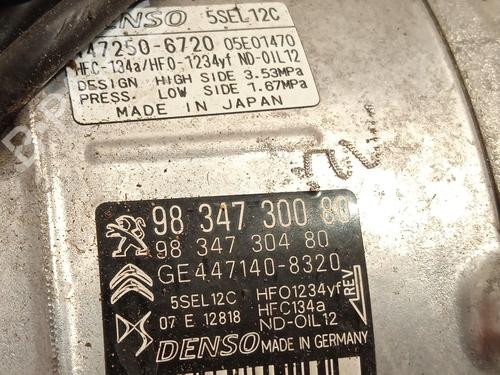 DENSO 5SEL12C
447250-6720 05E01470
HFC-134a/HFO-1234yf ND-OIL12
DESIGN HIGH SIDE 3.53MPa
PRESS. LOW SIDE 1.67MPa
MADE IN JAPAN
98 347 300 80
98 347 304 80
GE447140-8320
5SEL12C HFO1234yf
HFC134a
07 E 12818 ND-OIL12
REV
DENSO MADE IN GERMANY